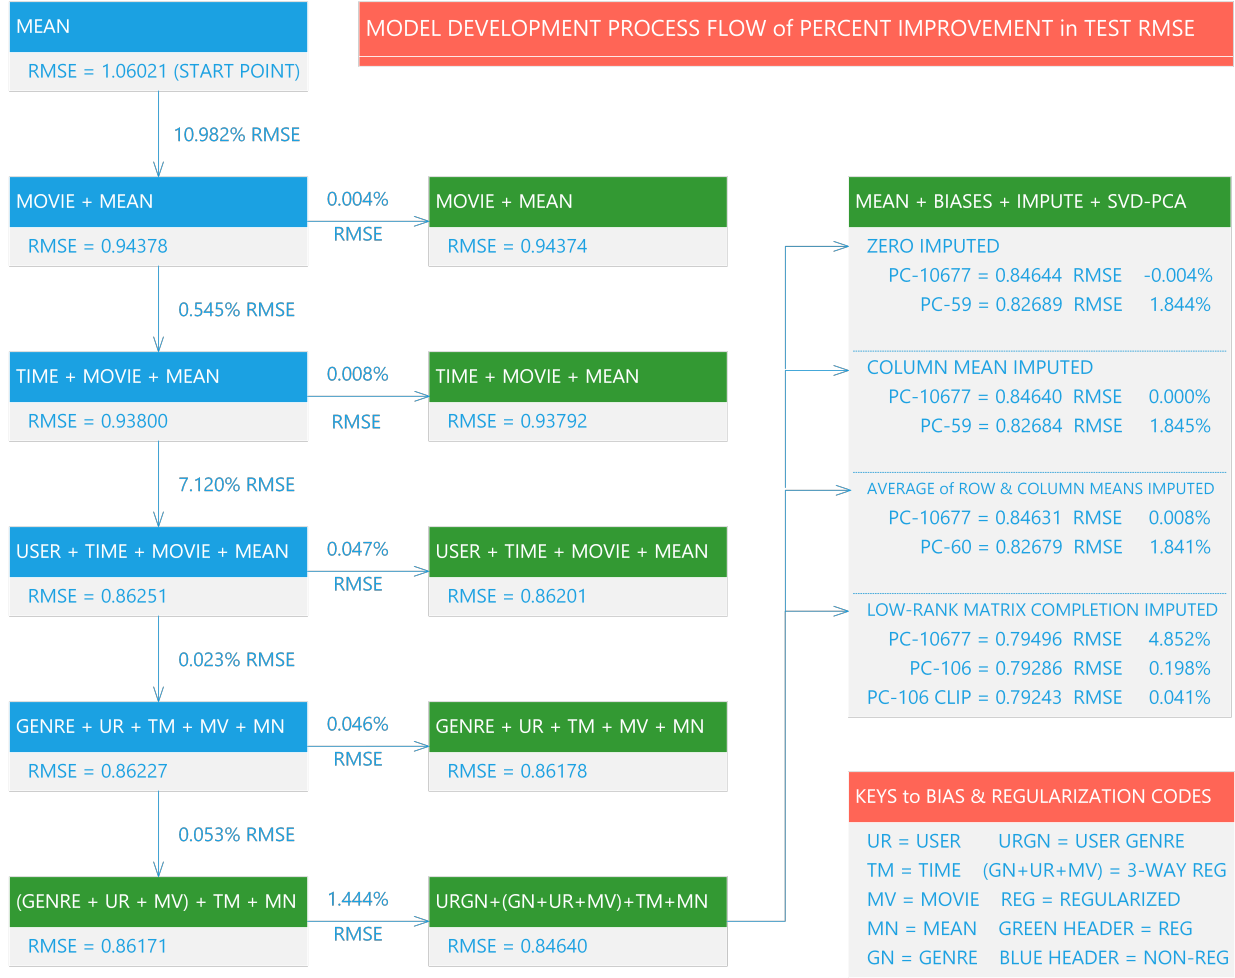 MODEL DEVELOPMENT PROCESS FLOW of PERCENT IMPROVEMENT in TEST RMSE
MEAN
RMSE = 1.06021 (START POINT)
10.982% RMSE
MOVIE + MEAN
RMSE = 0.94378
0.004%
RMSE
MOVIE + MEAN
RMSE = 0.94374
0.545% RMSE
TIME + MOVIE + MEAN
RMSE = 0.93800
0.008%
RMSE
TIME + MOVIE + MEAN
RMSE = 0.93792
7.120% RMSE
USER + TIME + MOVIE + MEAN
RMSE = 0.86251
0.047%
RMSE
USER + TIME + MOVIE + MEAN
RMSE = 0.86201
0.023% RMSE
GENRE + UR + TM + MV + MN
RMSE = 0.86227
0.046%
RMSE
GENRE + UR + TM + MV + MN
RMSE = 0.86178
0.053% RMSE
(GENRE + UR + MV) + TM + MN
RMSE = 0.86171
1.444%
RMSE
URGN+(GN+UR+MV)+TM+MN
RMSE = 0.84640
MEAN + BIASES + IMPUTE + SVD-PCA
ZERO IMPUTED
PC-10677 = 0.84644 RMSE -0.004%
PC-59 = 0.82689 RMSE 1.844%
COLUMN MEAN IMPUTED
PC-10677 = 0.84640 RMSE 0.000%
PC-59 = 0.82684 RMSE 1.845%
AVERAGE of ROW & COLUMN MEANS IMPUTED
PC-10677 = 0.84631 RMSE 0.008%
PC-60 = 0.82679 RMSE 1.841%
LOW-RANK MATRIX COMPLETION IMPUTED
PC-10677 = 0.79496 RMSE 4.852%
PC-106 = 0.79286 RMSE 0.198%
PC-106 CLIP = 0.79243 RMSE 0.041%
KEYS to BIAS & REGULARIZATION CODES
UR = USER URGN = USER GENRE
TM = TIME (GN+UR+MV) = 3-WAY REG
MV = MOVIE REG = REGULARIZED
MN = MEAN GREEN HEADER = REG
GN = GENRE BLUE HEADER = NON-REG